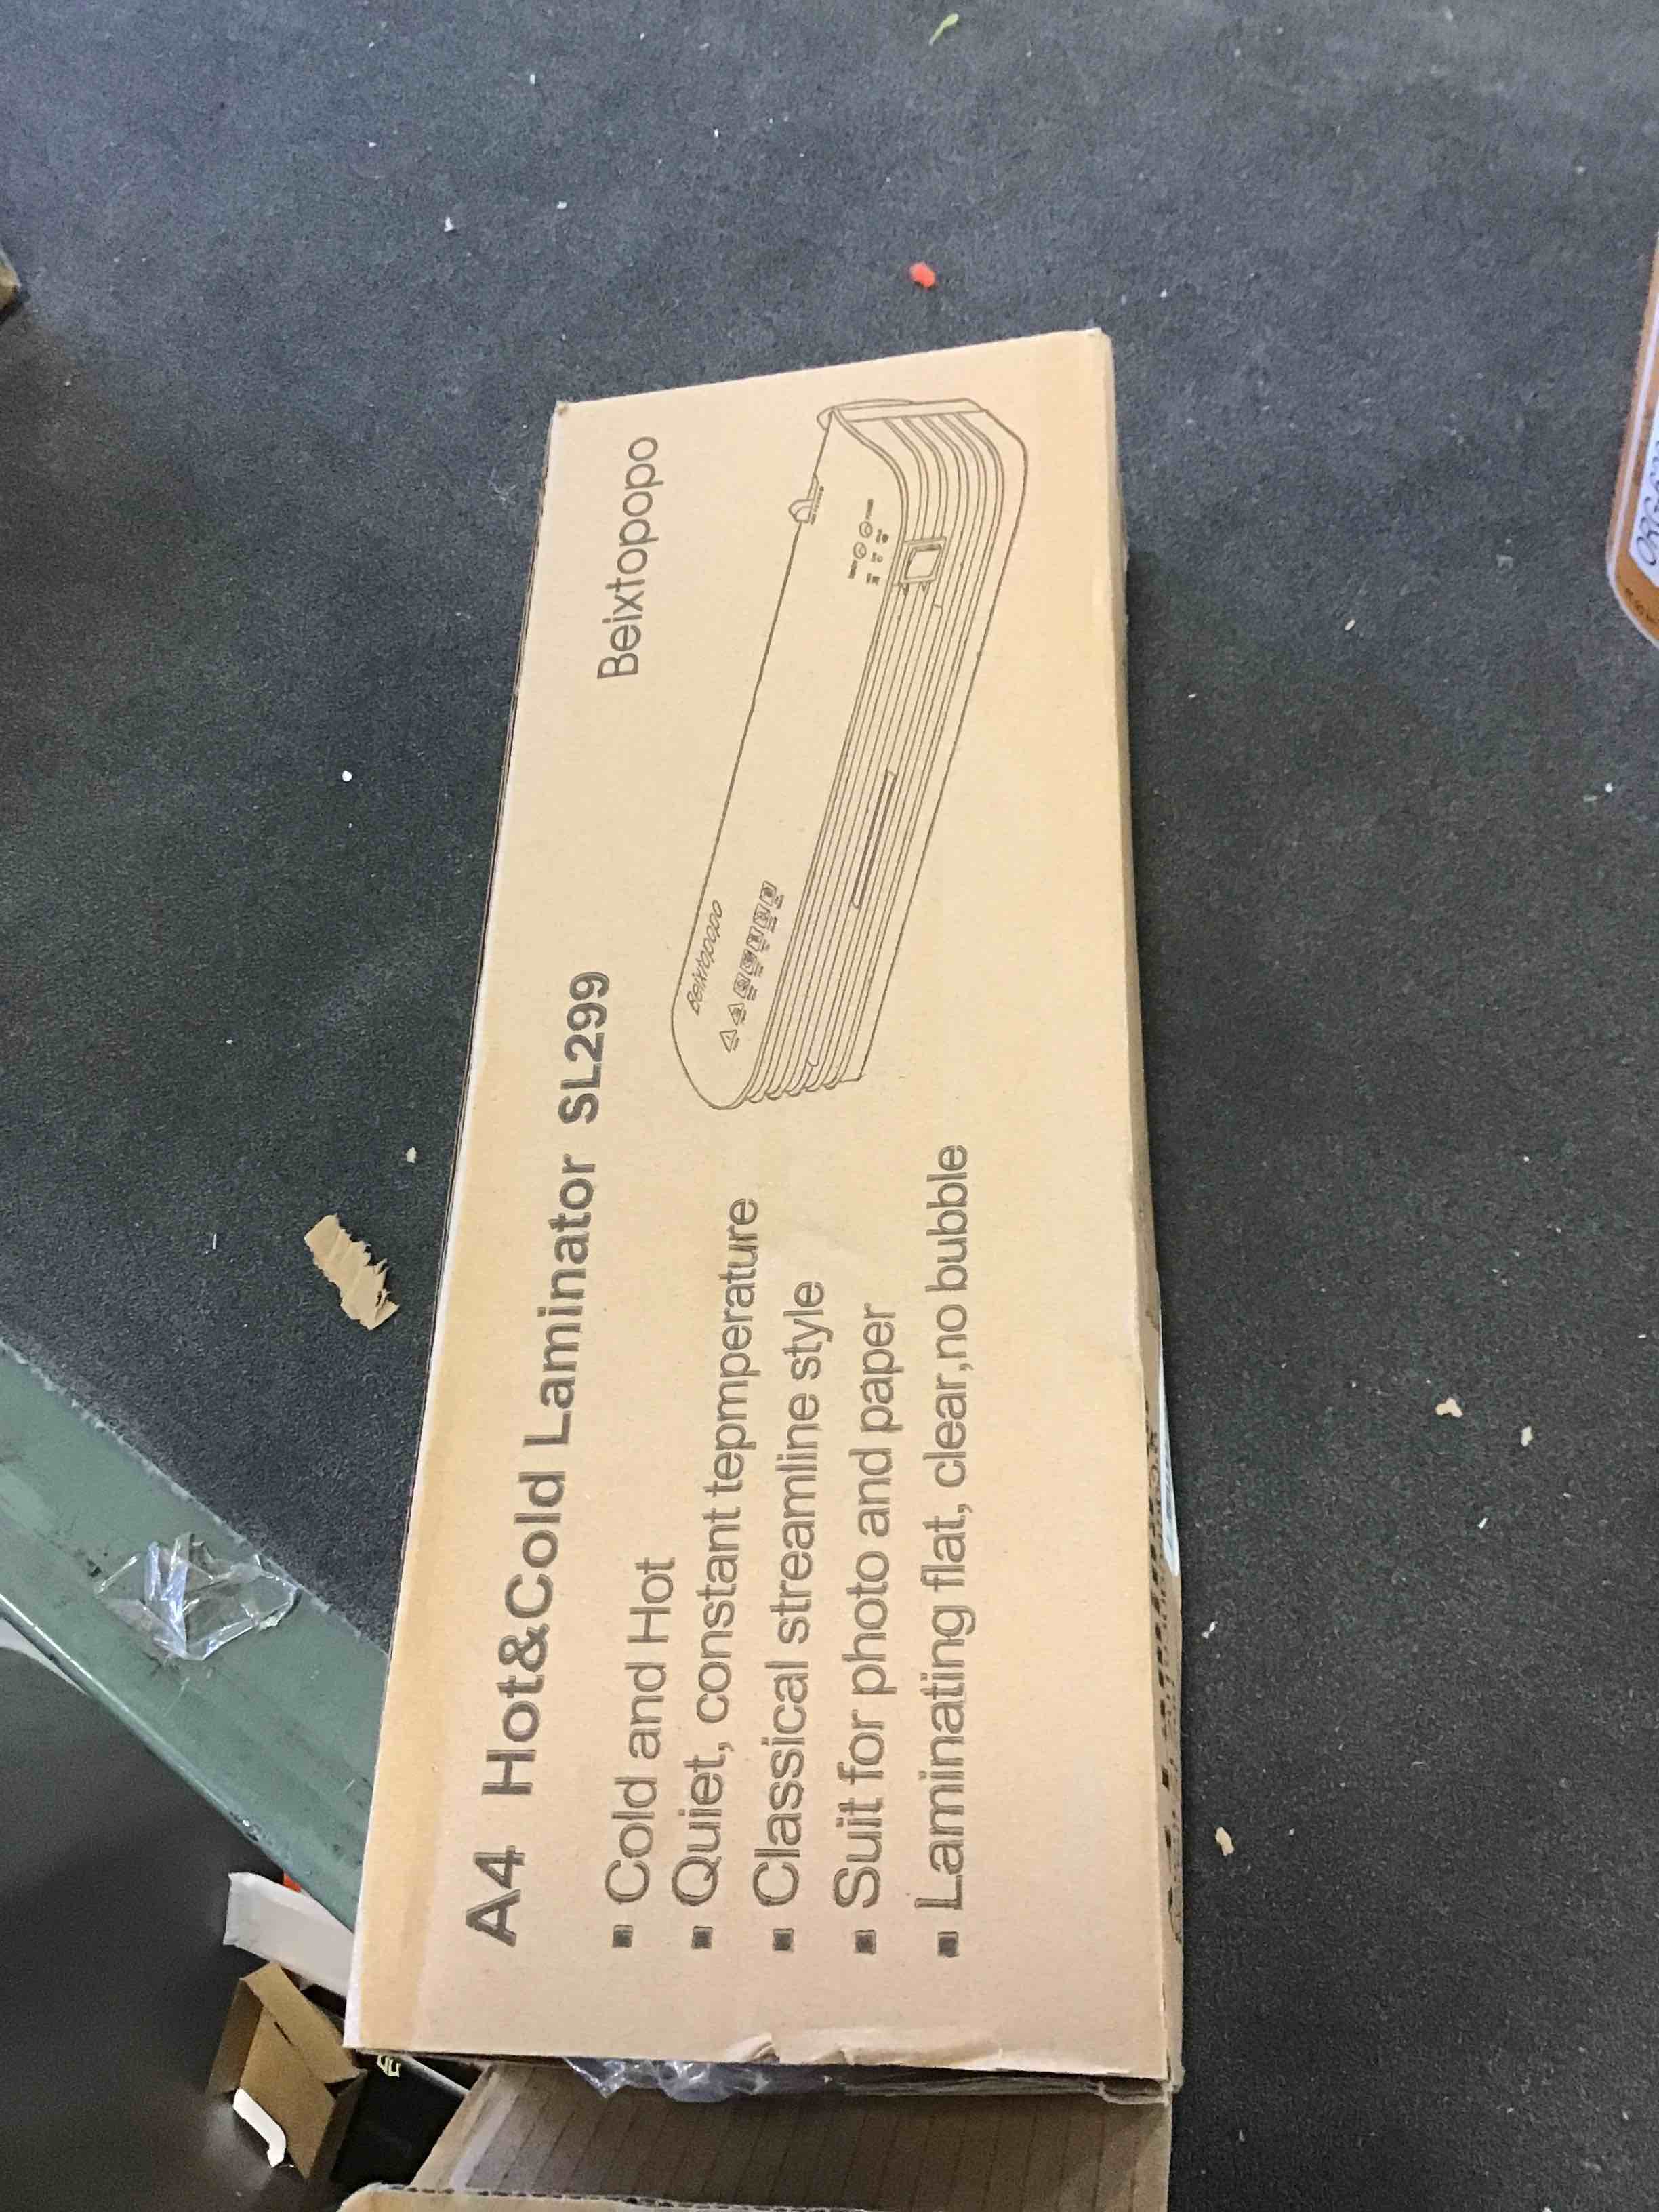 A4 Hot&Cold Laminator SL299
Beixtopopo
▪ Cold and Hot
▪ Quiet, constant tepmperature
▪ Classical streamline style
▪ Suit for photo and paper
▪ Laminating flat, clear,no bubble
Beixtopopo